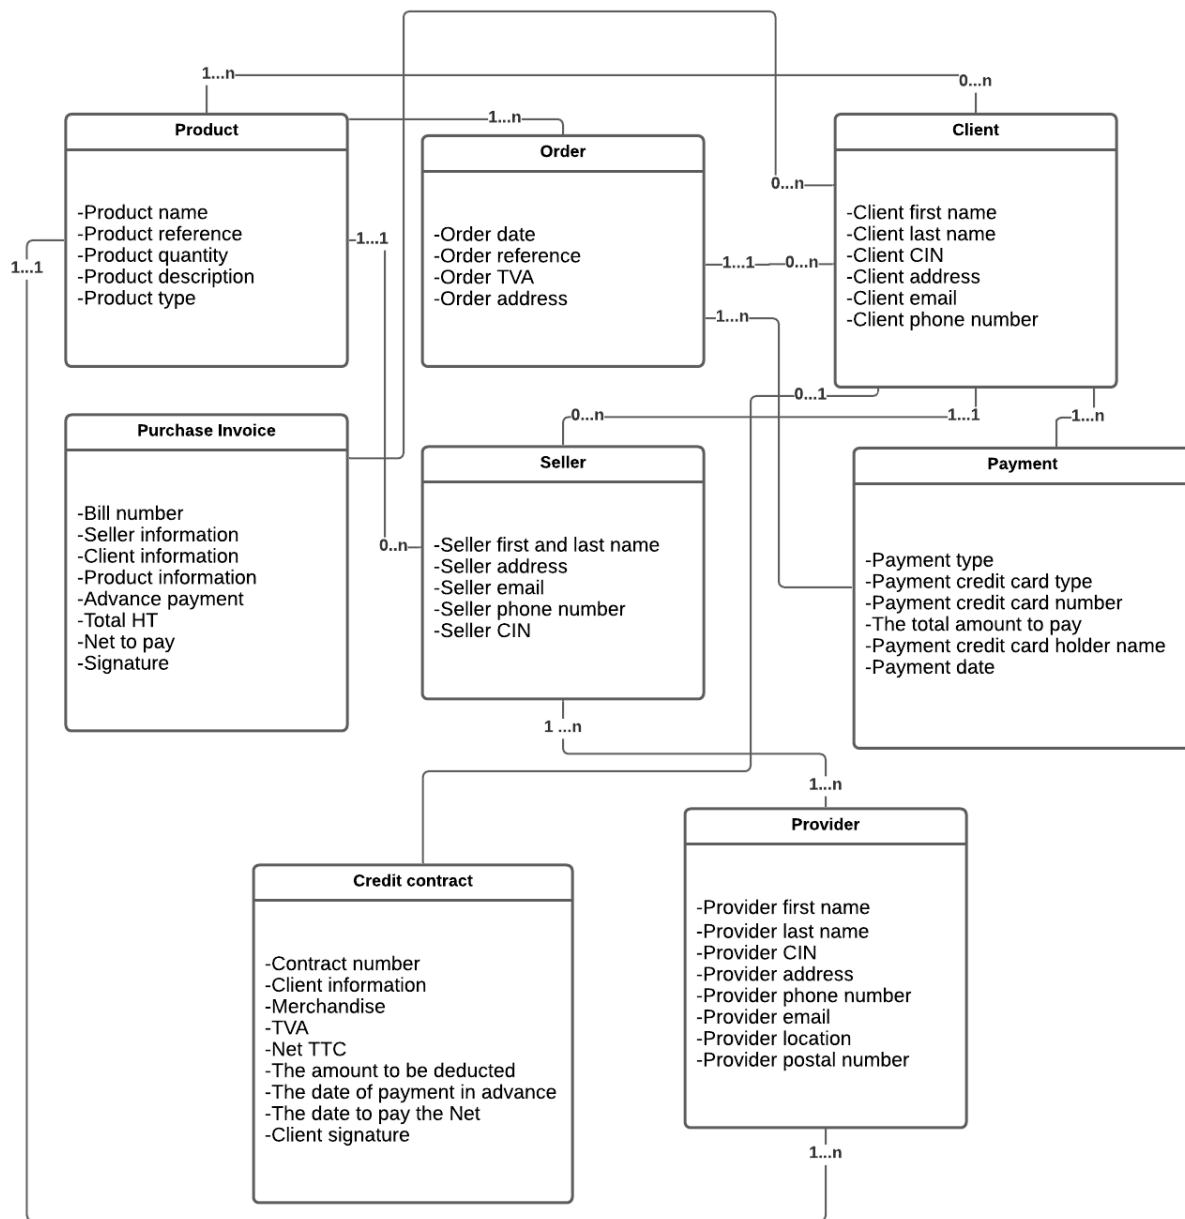 1...n
0...n
Product
1...n
Order
Client
0...n
-Product name
-Product reference
-Product quantity
-Product description
-Product type
1...1
1...1
-Order date
-Order reference
-Order TVA
-Order address
1...1
0...n
1...n
-Client first name
-Client last name
-Client CIN
-Client address
-Client email
-Client phone number
0...1
0...n
1...1
1...n
Purchase Invoice
-Bill number
-Seller information
-Client information
-Product information
-Advance payment
-Total HT
-Net to pay
-Signature
Seller
0..n
-Seller first and last name
-Seller address
-Seller email
-Seller phone number
-Seller CIN
Payment
-Payment type
-Payment credit card type
-Payment credit card number
-The total amount to pay
-Payment credit card holder name
-Payment date
1 ...n
1...n
Credit contract
-Contract number
-Client information
-Merchandise
-TVA
-Net TTC
-The amount to be deducted
-The date of payment in advance
-The date to pay the Net
-Client signature
Provider
-Provider first name
-Provider last name
-Provider CIN
-Provider address
-Provider phone number
-Provider email
-Provider location
-Provider postal number
1...n